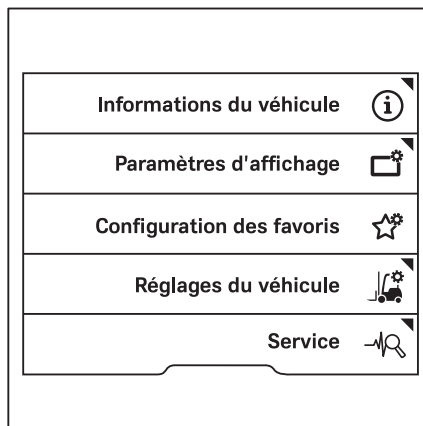 Informations du véhicule
Paramètres d'affichage
Configuration des favoris
Réglages du véhicule
Service